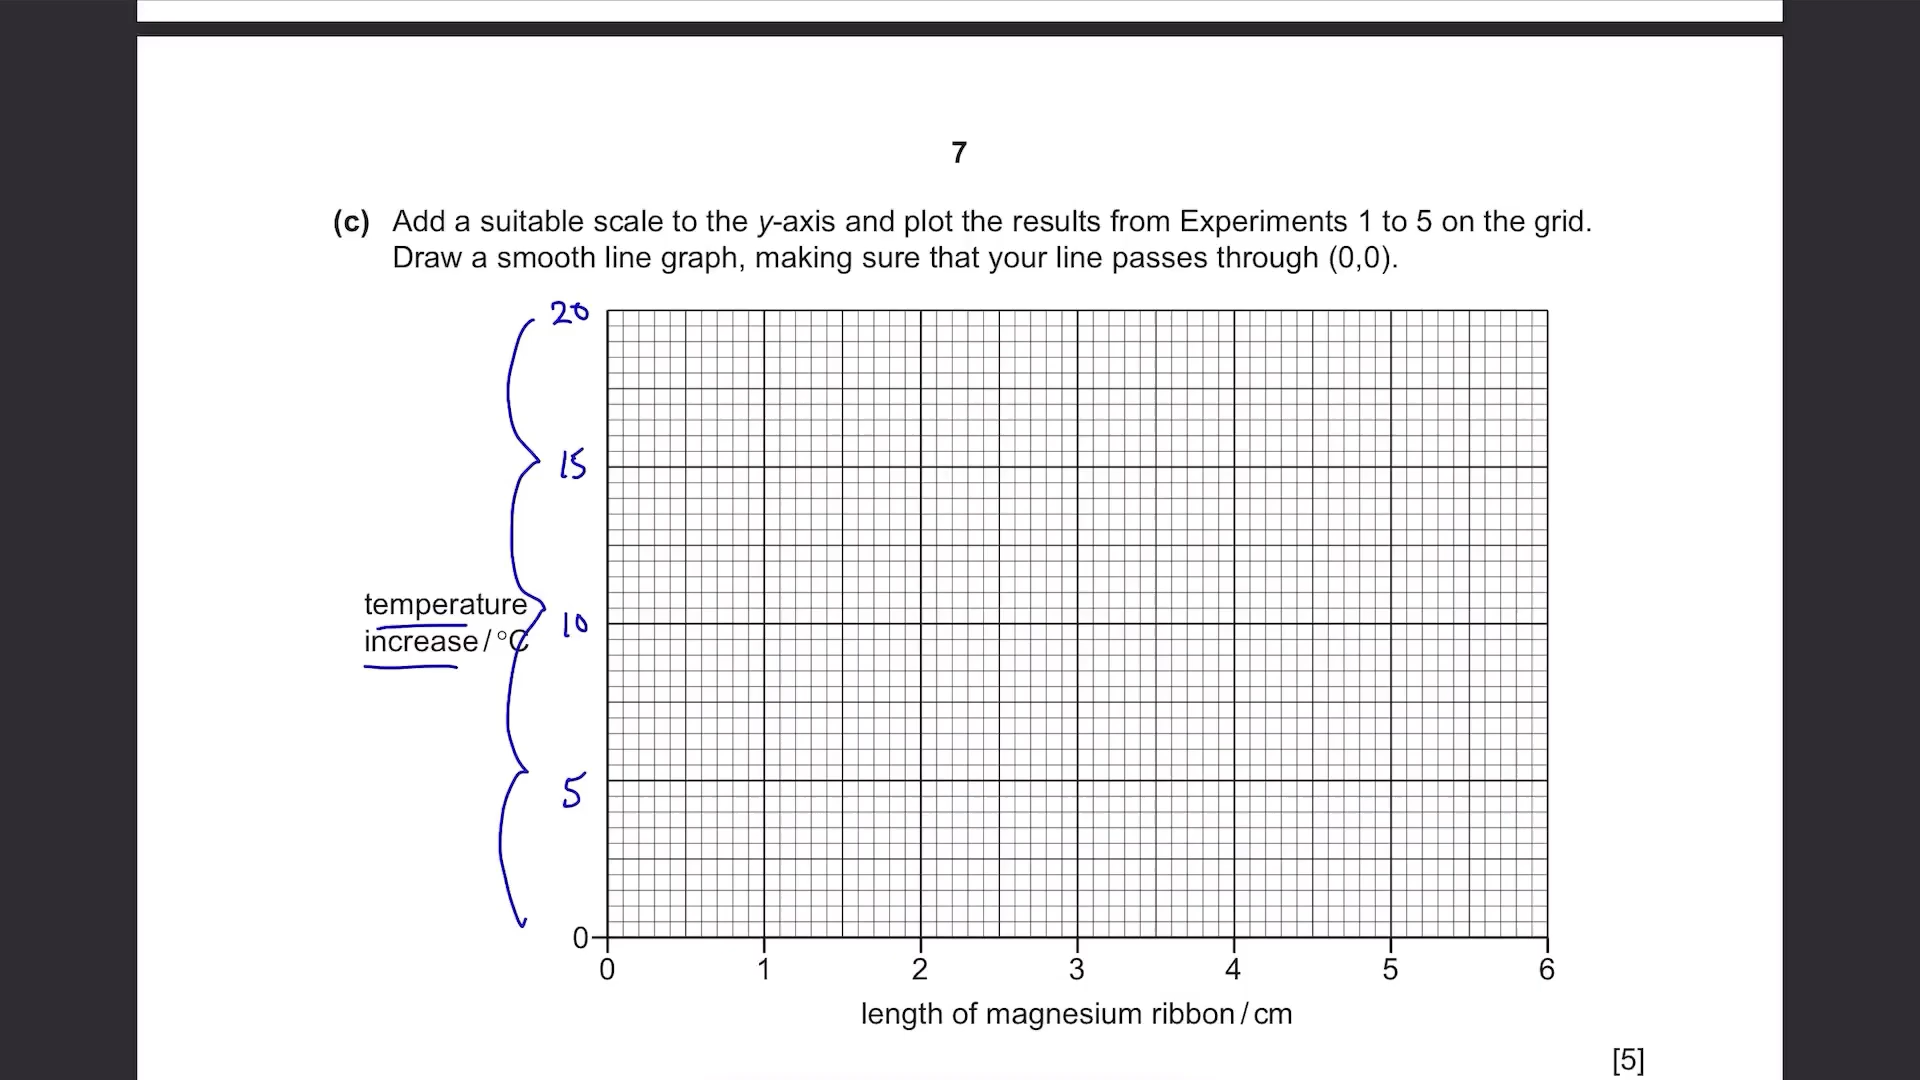 7
(c) Add a suitable scale to the y-axis and plot the results from Experiments 1 to 5 on the grid.
Draw a smooth line graph, making sure that your line passes through (0,0).
20
15
temperature
increase / °C
10
5
0
0 1 2 3 4 5 6
length of magnesium ribbon / cm
[5]